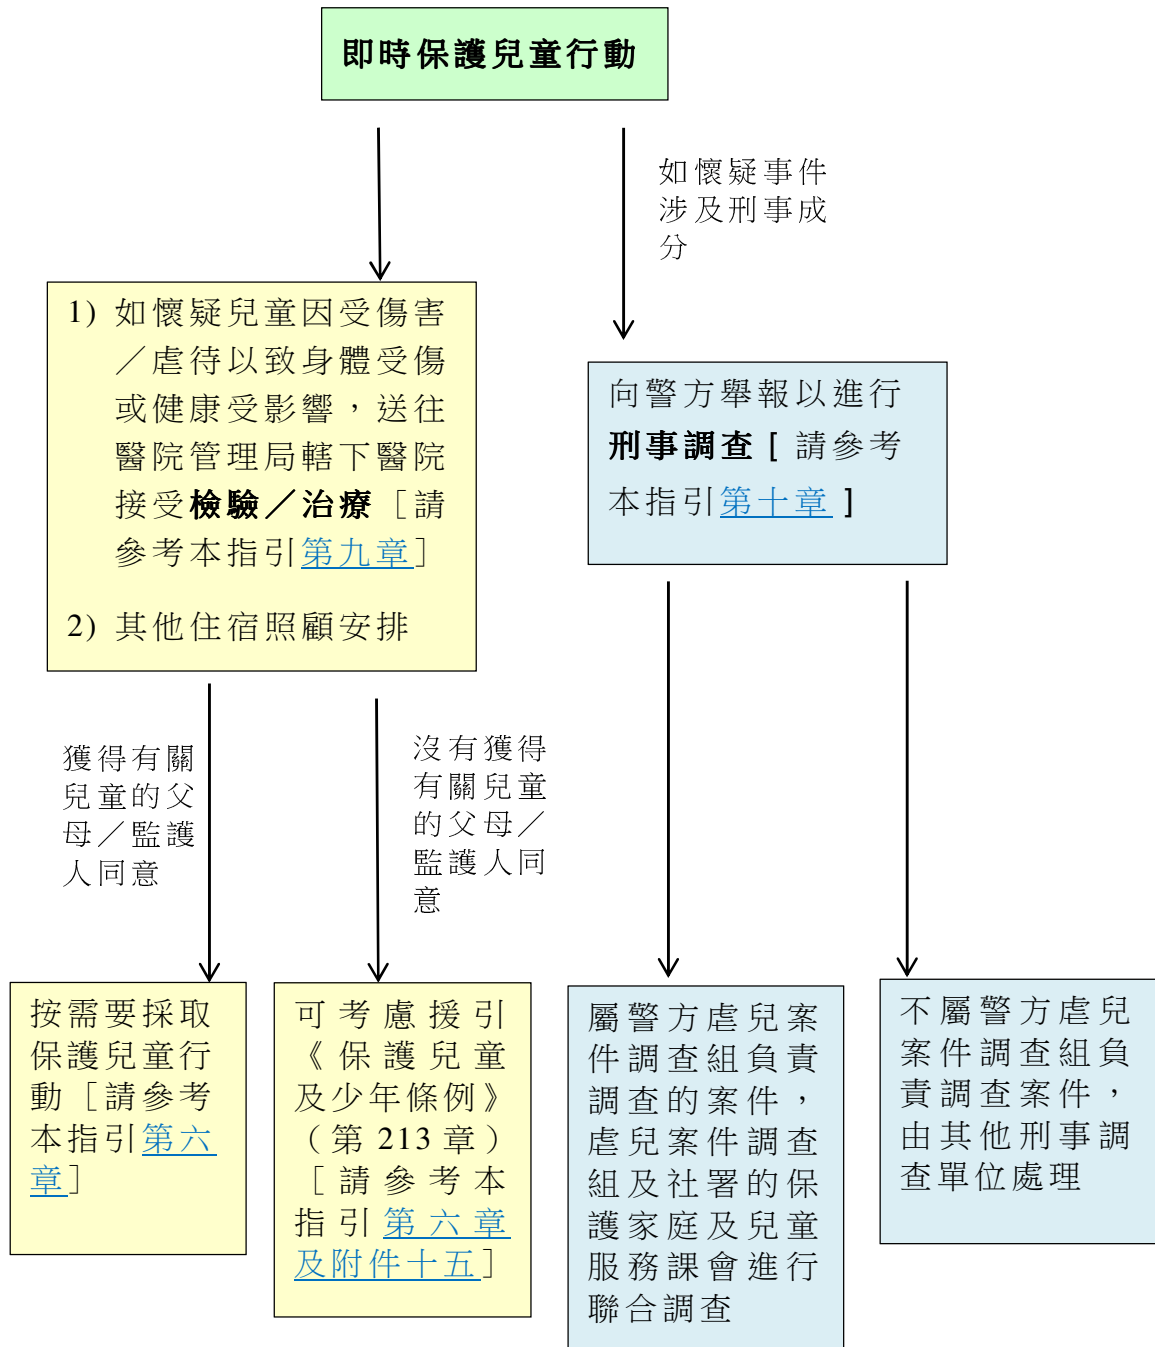 即時保護兒童行動
如懷疑事件
涉及刑事成
分
1) 如懷疑兒童因受傷害
／虐待以致身體受傷
或健康受影響，送往
醫院管理局轄下醫院
接受檢驗／治療［請
參考本指引第九章］
2) 其他住宿照顧安排
向警方舉報以進行
刑事調查 [ 請參考
本指引第十章 ]
獲得有關
兒童的父
母／監護
人同意
沒有獲得
有關兒童
的父母／
監護人同
意
按需要採取
保護兒童行
動［請參考
本指引第六
章］
可考慮援引
《保護兒童
及少年條例》
（第 213 章）
［請參考本
指引第六章
及附件十五］
屬警方虐兒案
件調查組負責
調查的案件，
虐兒案件調查
組及社署的保
護家庭及兒童
服務課會進行
聯合調查
不屬警方虐兒
案件調查組負
責調查案件，
由其他刑事調
查單位處理